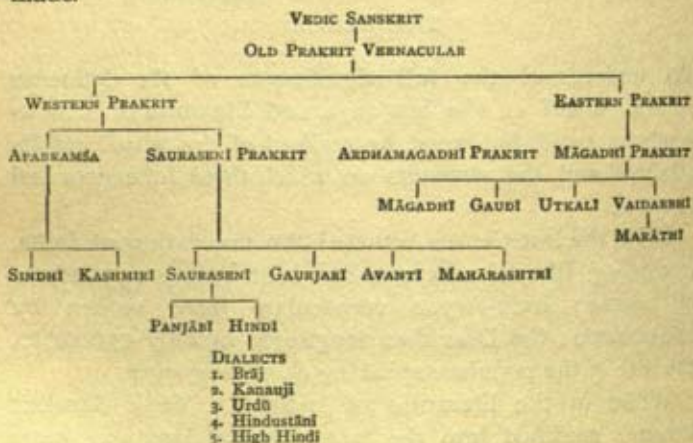 VEDIC SANSKRIT
OLD PRAKRIT VERNACULAR
WESTERN PRAKRIT EASTERN PRAKRIT
APABRAMŚA SAURASENĪ PRAKRIT ARDHAMAGADHĪ PRAKRIT MĀGADHĪ PRAKRIT
MĀGADHĪ GAUDĪ UTKALĪ VAIDARBHĪ
MARĀTHĪ
SINDHĪ KASHMIRĪ SAURASENĪ GAURJARĪ AVANTĪ MAHĀRASHTRĪ
PANJĀBĪ HINDĪ
DIALECTS
1. Brāj
2. Kanaujī
3. Urdū
4. Hindustānī
5. High Hindī